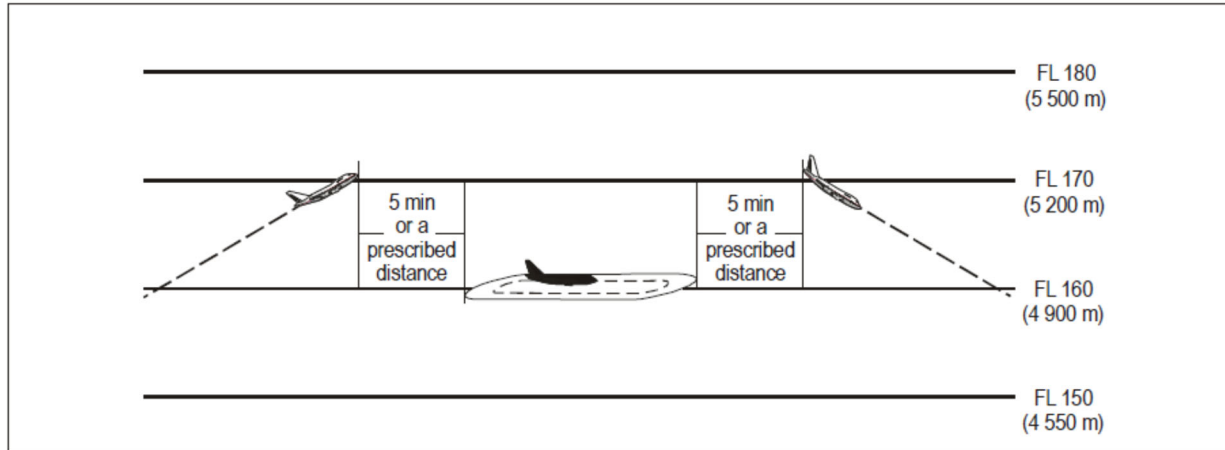 FL 180
(5 500 m)
FL 170
(5 200 m)
5 min
or a
prescribed
distance
5 min
or a
prescribed
distance
FL 160
(4 900 m)
FL 150
(4 550 m)